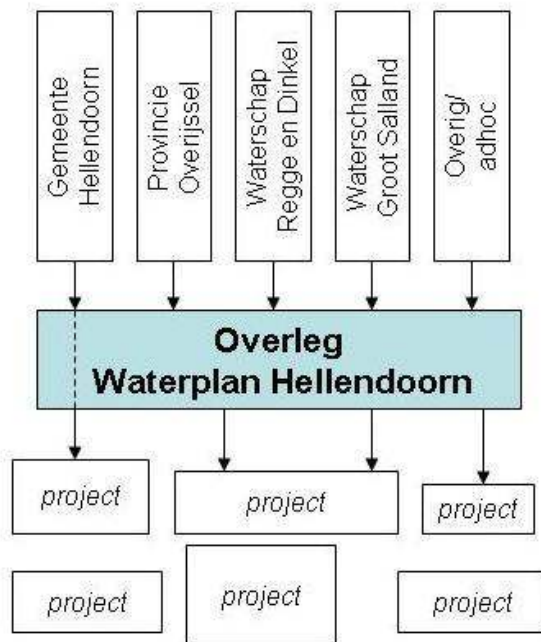 Gemeente
Hellendoorn
Provincie
Overijssel
Waterschap
Regge en Dinkel
Waterschap
Groot Salland
Overig/
adhoc
Overleg
Waterplan Hellendoorn
project
project
project
project
project
project